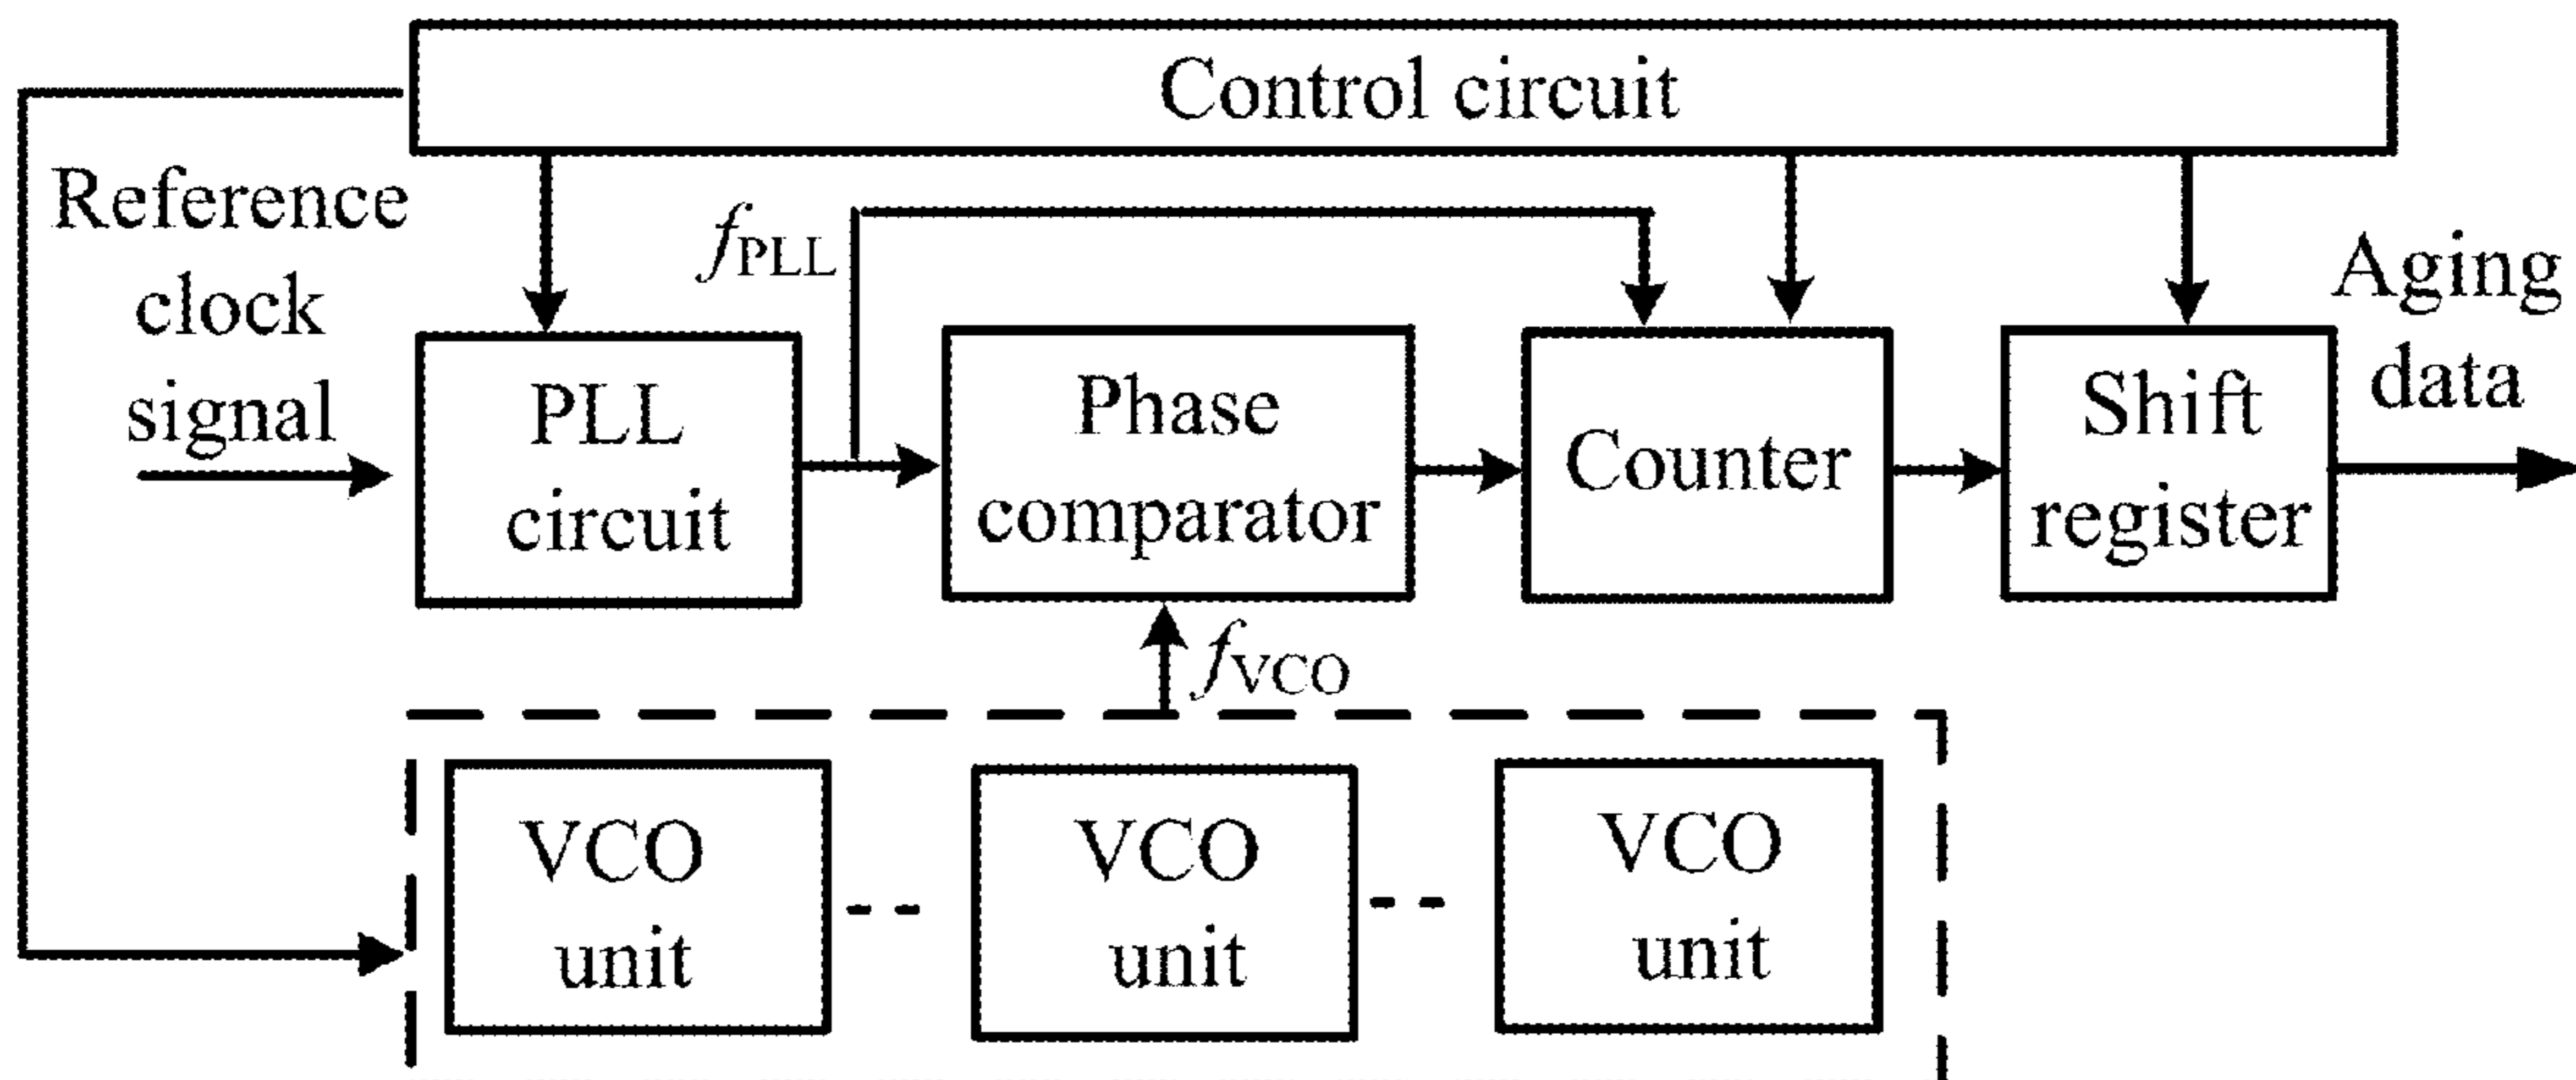 Control circuit
Reference
clock
signal
fPLL
Aging
data
PLL
circuit
Phase
comparator
Counter
Shift
register
fVCO
VCO
unit
VCO
unit
VCO
unit